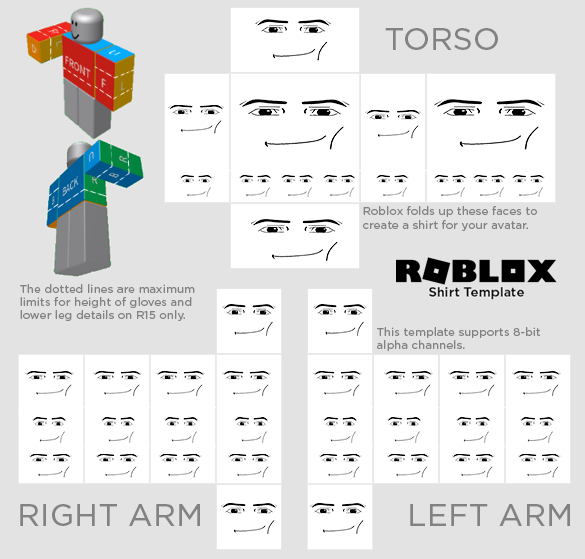 TORSO
FRONT
F
L
U
R
D
BACK
U
R
B
Roblox folds up these faces to
create a shirt for your avatar.
The dotted lines are maximum
limits for height of gloves and
lower leg details on R15 only.
ROBLOX
Shirt Template
This template supports 8-bit
alpha channels.
RIGHT ARM
LEFT ARM